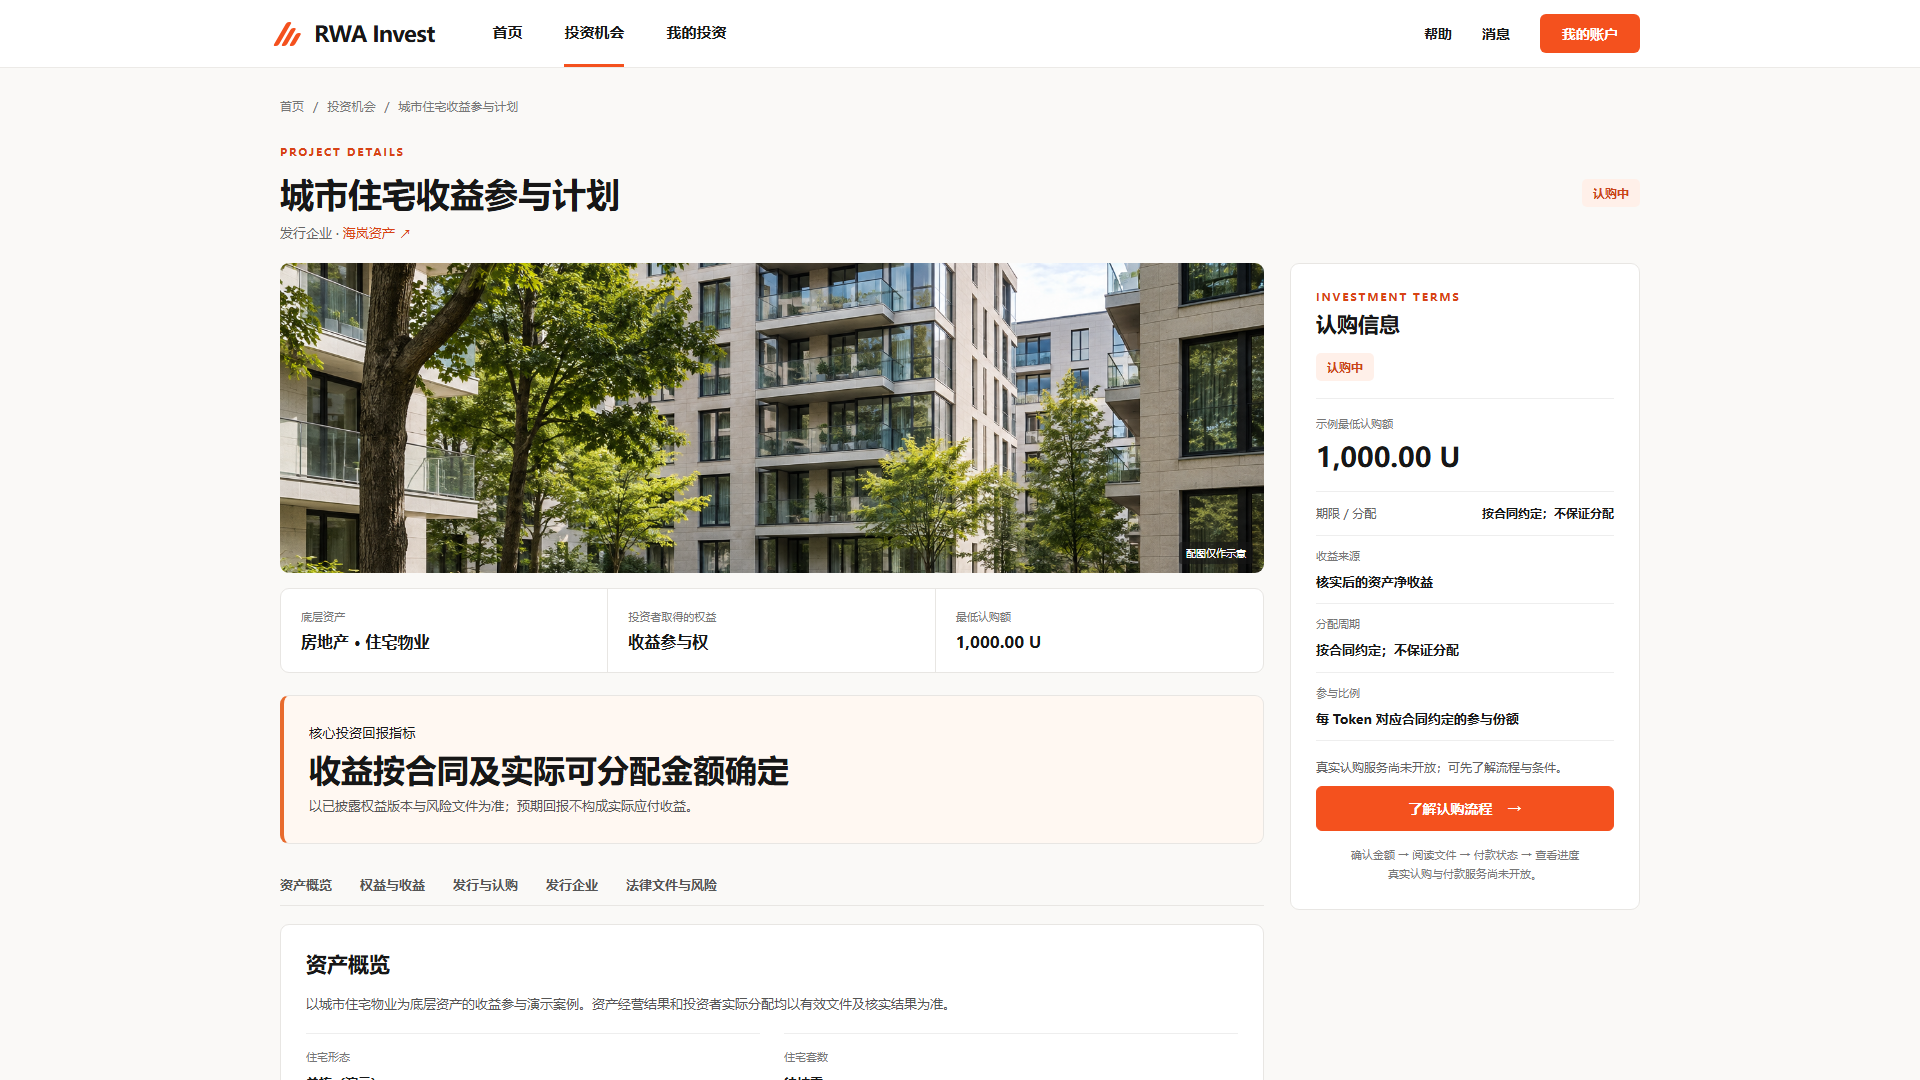 RWA Invest
首页
投资机会
我的投资
帮助
消息
我的账户
首页 / 投资机会 / 城市住宅收益参与计划
PROJECT DETAILS
城市住宅收益参与计划
认购中
发行企业 · 海岚资产 ↗
配图仅作示意
底层资产
房地产 • 住宅物业
投资者取得的权益
收益参与权
最低认购额
1,000.00 U
核心投资回报指标
收益按合同及实际可分配金额确定
以已披露权益版本与风险文件为准；预期回报不构成实际应付收益。
资产概览
权益与收益
发行与认购
发行企业
法律文件与风险
资产概览
以城市住宅物业为底层资产的收益参与演示案例。资产经营结果和投资者实际分配均以有效文件及核实结果为准。
住宅形态
住宅套数
INVESTMENT TERMS
认购信息
认购中
示例最低认购额
1,000.00 U
期限 / 分配
按合同约定；不保证分配
收益来源
核实后的资产净收益
分配周期
按合同约定；不保证分配
参与比例
每 Token 对应合同约定的参与份额
真实认购服务尚未开放；可先了解流程与条件。
了解认购流程 →
确认金额 → 阅读文件 → 付款状态 → 查看进度
真实认购与付款服务尚未开放。